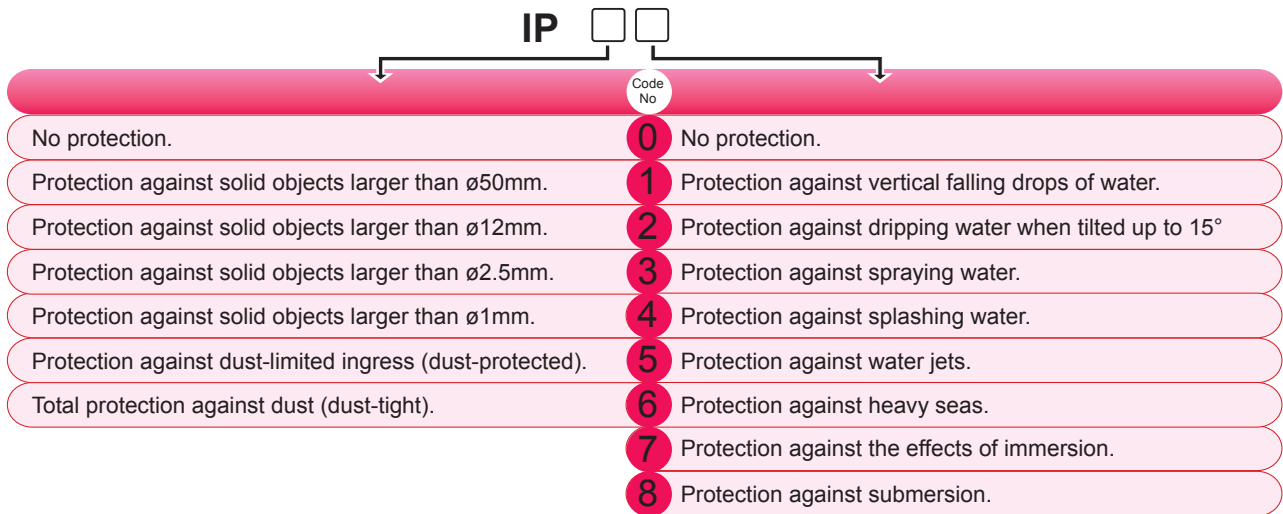 IP
Code
No
No protection. 0 No protection.
Protection against solid objects larger than ø50mm. 1 Protection against vertical falling drops of water.
Protection against solid objects larger than ø12mm. 2 Protection against dripping water when tilted up to 15°
Protection against solid objects larger than ø2.5mm. 3 Protection against spraying water.
Protection against solid objects larger than ø1mm. 4 Protection against splashing water.
Protection against dust-limited ingress (dust-protected). 5 Protection against water jets.
Total protection against dust (dust-tight). 6 Protection against heavy seas.
7 Protection against the effects of immersion.
8 Protection against submersion.